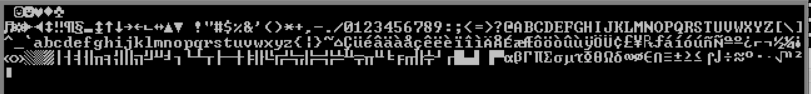 ☺☻♥♦♣♠
♫☼►◄↕‼¶§▬↨↑↓→←∟↔▲▼ !"#$%&'()*+,-./0123456789:;<=>?@ABCDEFGHIJKLMNOPQRSTUVWXYZ[\]
^_`abcdefghijklmnopqrstuvwxyz{|}~⌂ÇüéâäàåçêëèïîìÄÅÉæÆôöòûùÿÖÜ¢£¥₧ƒáíóúñÑªº¿⌐¬½¼¡
«»░▒▓│┤╡╢╖╕╣║╗╝╜╛┐└┴┬├─┼╞╟╚╔╩╦╠═╬╧╨╤╥╙╘╒╓╫╪┘┌█▄▌▐▀αßΓπΣσµτΦΘΩδ∞φε∩≡±≥≤⌠⌡÷≈°∙·√ⁿ²
■